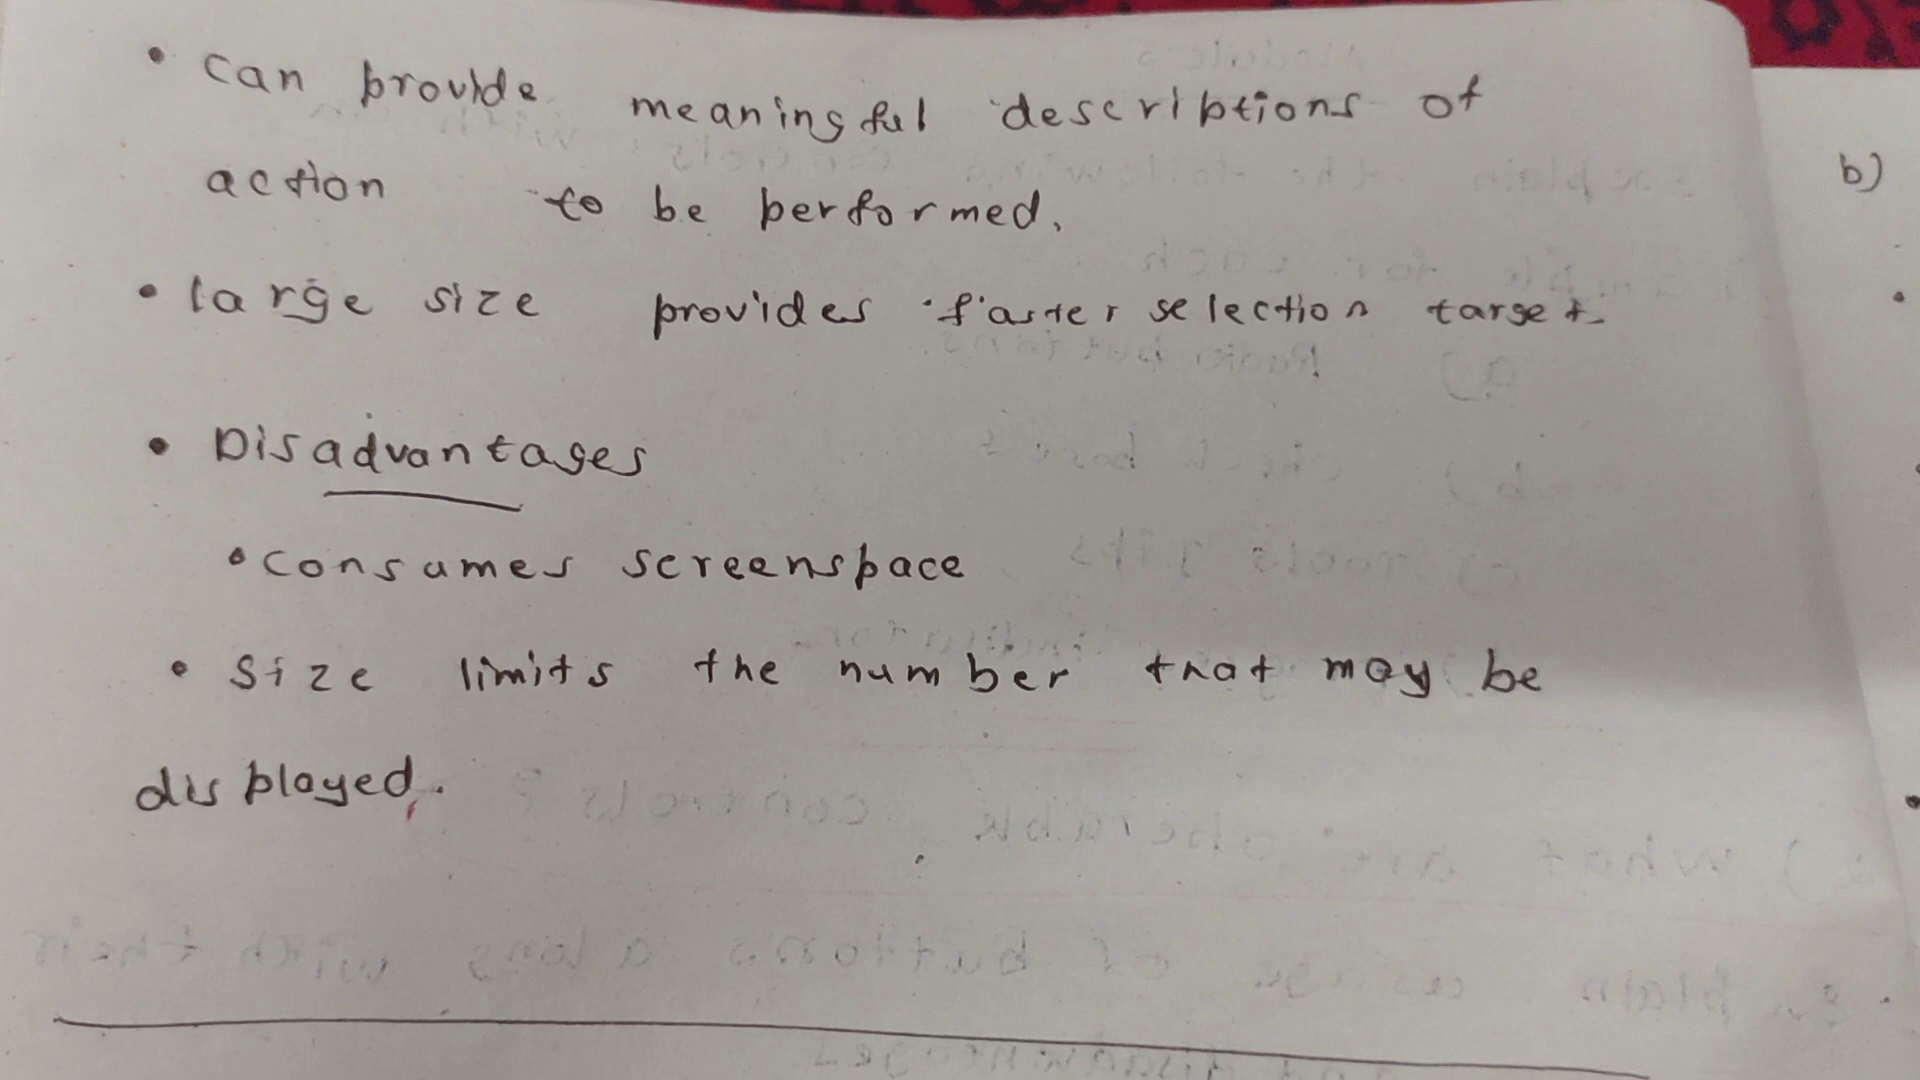 • can provide meaningful descriptions of
action to be performed.
• large size provides faster selection target.
• Disadvantages
• consumes screenspace
• size limits the number that may be
displayed.
b)